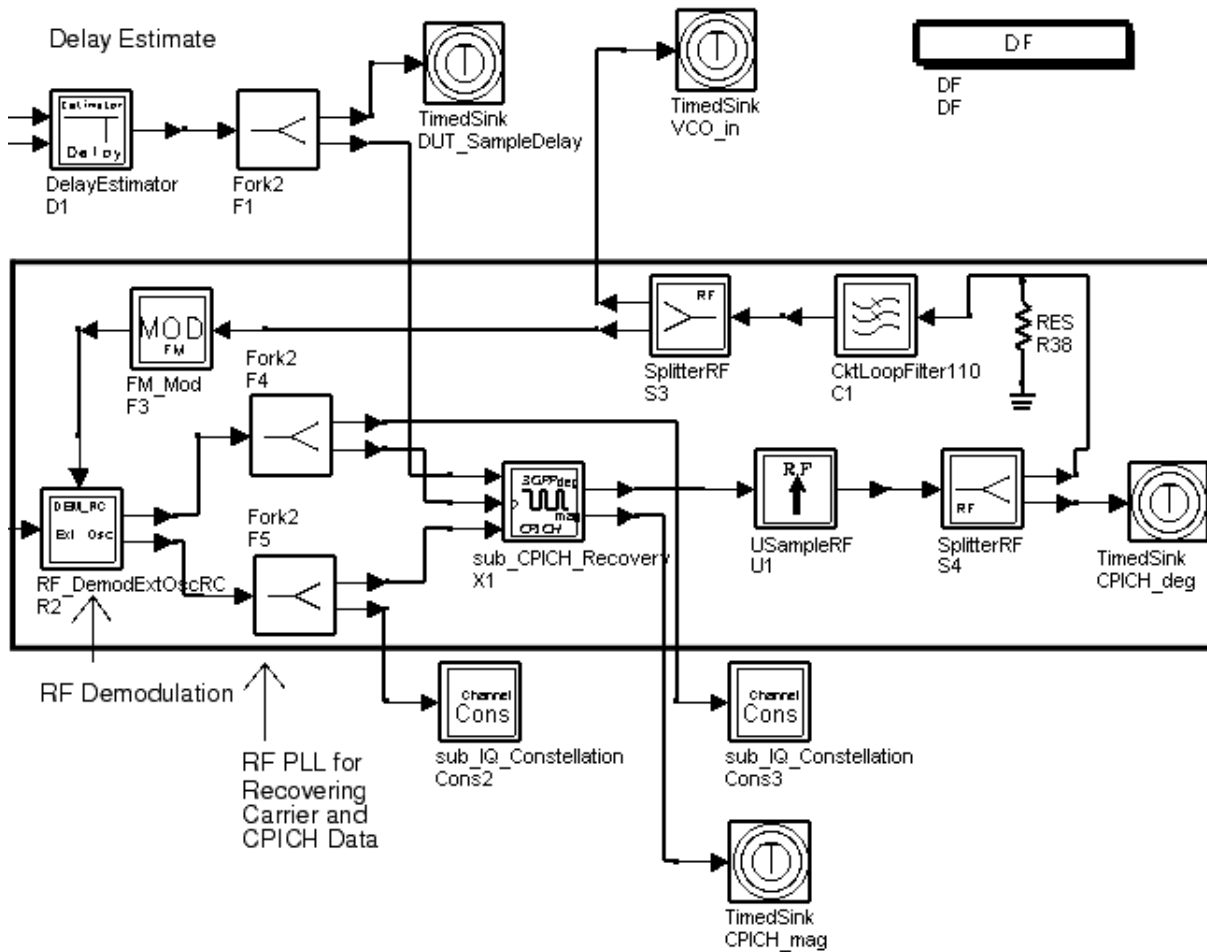 Delay Estimate
DF
DF
DF
Estimator
Delay
DelayEstimator
D1
Fork2
F1
T
TimedSink
DUT_SampleDelay
T
TimedSink
VCO_in
MOD
FM
FM_Mod
F3
RF
SplitterRF
S3
CktLoopFilter110
C1
RES
R38
Fork2
F4
DEM_RC
Ext Osc
RF_DemodExtOscRC
R2
Fork2
F5
3GPP deg
mag
CPICH
sub_CPICH_Recovery
X1
RF
USampleRF
U1
RF
SplitterRF
S4
T
TimedSink
CPICH_deg
RF Demodulation
RF PLL for
Recovering
Carrier and
CPICH Data
Channel
Cons
sub_IQ_Constellation
Cons2
Channel
Cons
sub_IQ_Constellation
Cons3
T
TimedSink
CPICH_mag